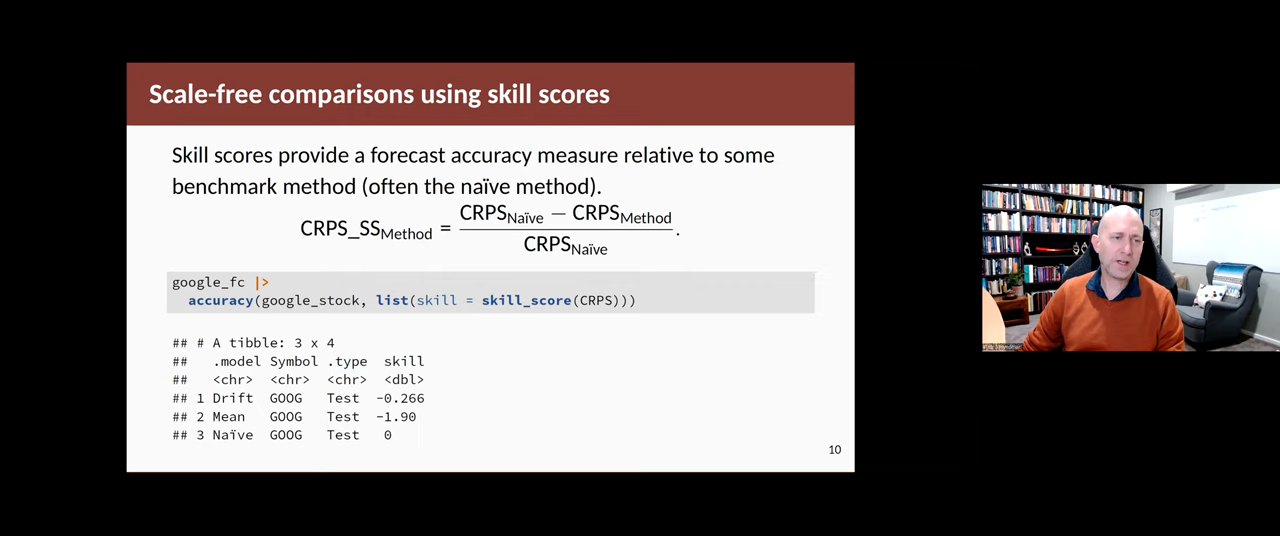 Scale-free comparisons using skill scores
Skill scores provide a forecast accuracy measure relative to some
benchmark method (often the naïve method).
CRPS_SS_Method = (CRPS_Naïve − CRPS_Method) / CRPS_Naïve.
google_fc |>
  accuracy(google_stock, list(skill = skill_score(CRPS)))
## # A tibble: 3 x 4
##   .model Symbol .type  skill
##   <chr>  <chr>  <chr>  <dbl>
## 1 Drift  GOOG   Test  -0.266
## 2 Mean   GOOG   Test  -1.90
## 3 Naïve  GOOG   Test   0
10